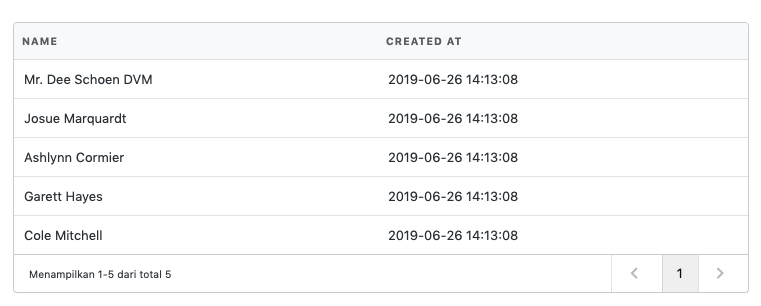 NAME CREATED AT
Mr. Dee Schoen DVM 2019-06-26 14:13:08
Josue Marquardt 2019-06-26 14:13:08
Ashlynn Cormier 2019-06-26 14:13:08
Garett Hayes 2019-06-26 14:13:08
Cole Mitchell 2019-06-26 14:13:08
Menampilkan 1-5 dari total 5 1